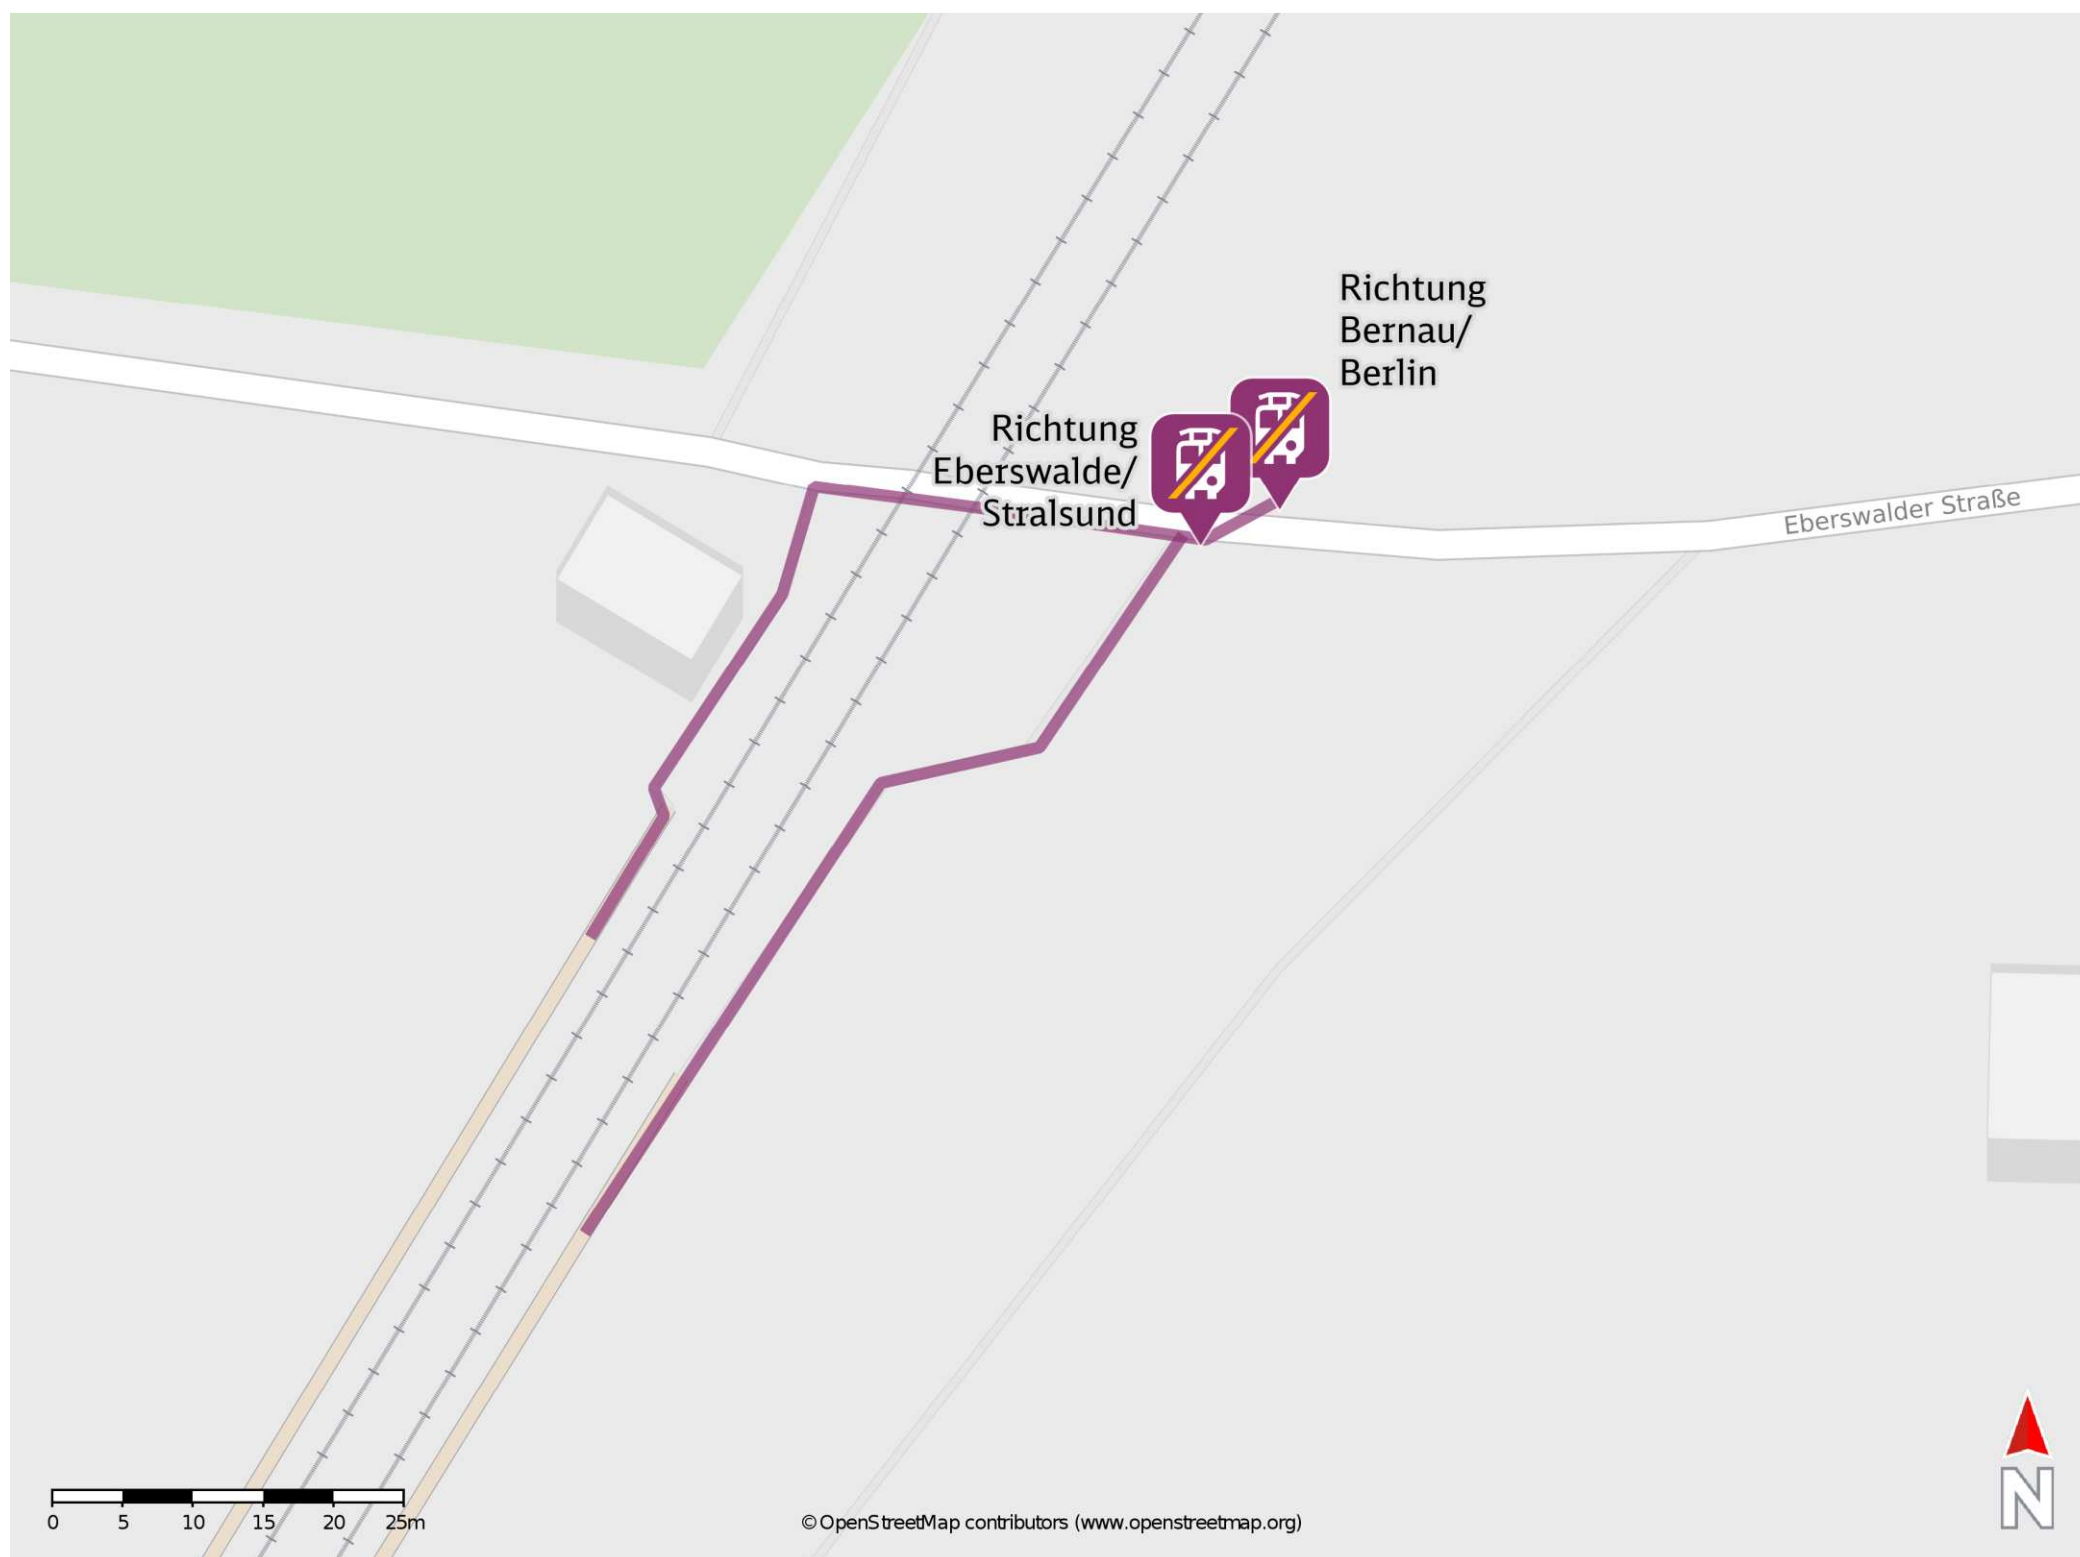 Richtung
Bernau/
Berlin
Richtung
Eberswalde/
Stralsund
Eberswalder Straße
0 5 10 15 20 25m
© OpenStreetMap contributors (www.openstreetmap.org)
N